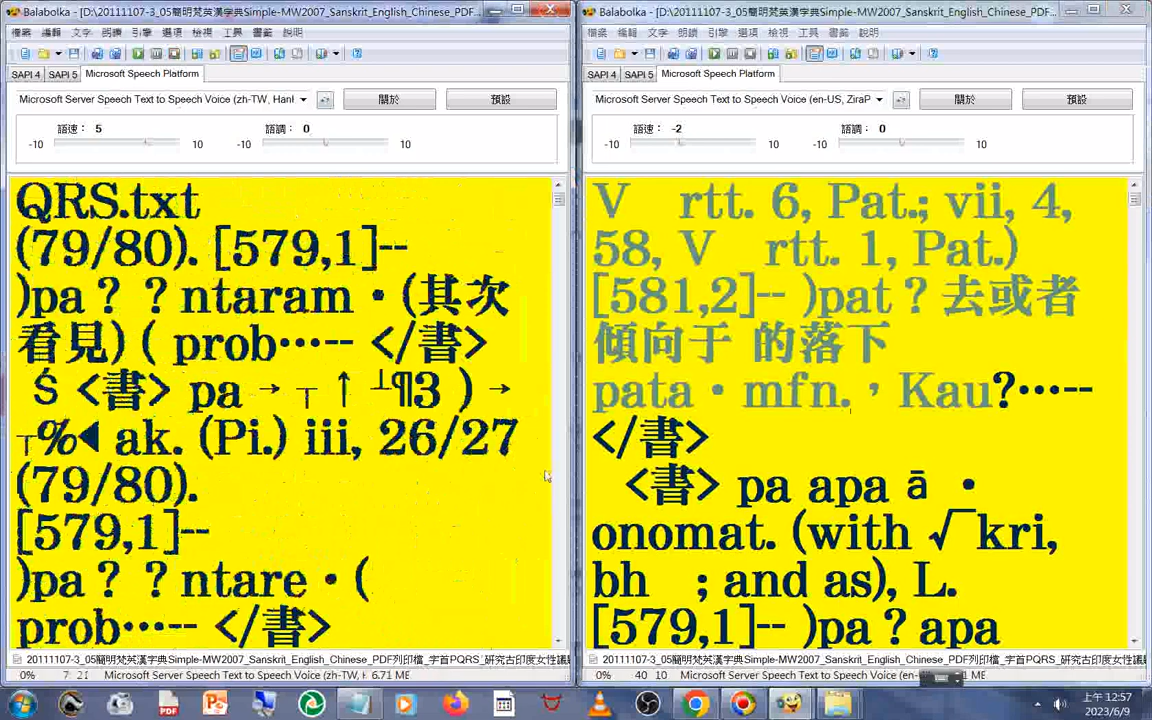 Balabolka - [D:\20111107-3_05簡明梵英漢字典Simple-MW2007_Sanskrit_English_Chinese_PDF...
檔案 編輯 文字 朗讀 引擎 選項 檢視 工具 書籤 說明
SAPI 4 SAPI 5 Microsoft Speech Platform
Microsoft Server Speech Text to Speech Voice (zh-TW, HanH
關於 預設
語速： 5 語調： 0
-10 10 -10 10
QRS.txt
(79/80). [579,1]--
)pa？？ntaram‧(其次
看見) ( prob…-- </書>
Ś <書> pa →┬ ↑ ┴¶3 ) →
┬%◀ ak. (Pi.) iii, 26/27
(79/80).
[579,1]--
)pa？？ntare‧(
prob…-- </書>
20111107-3_05簡明梵英漢字典Simple-MW2007_Sanskrit_English_Chinese_PDF列印檔_字首PQRS_研究古印度女性議
0% 7: 21 Microsoft Server Speech Text to Speech Voice (zh-TW, 6.71 ME
Balabolka - [D:\20111107-3_05簡明梵英漢字典Simple-MW2007_Sanskrit_English_Chinese_PDF...
檔案 編輯 文字 朗讀 引擎 選項 檢視 工具 書籤 說明
SAPI 4 SAPI 5 Microsoft Speech Platform
Microsoft Server Speech Text to Speech Voice (en-US, ZiraP
關於 預設
語速： -2 語調： 0
-10 10 -10 10
V rtt. 6, Pat.; vii, 4,
58, V rtt. 1, Pat.)
[581,2]-- )pat？去或者
傾向于 的落下
pata‧mfn.，Kau?…--
</書>
<書> pa apa ā ‧
onomat. (with √kri,
bh ; and as), L.
[579,1]-- )pa？apa
20111107-3_05簡明梵英漢字典Simple-MW2007_Sanskrit_English_Chinese_PDF列印檔_字首PQRS_研究古印度女性議
0% 40 10 Microsoft Server Speech Text to Speech Voice (en-
上午 12:57
2023/6/9